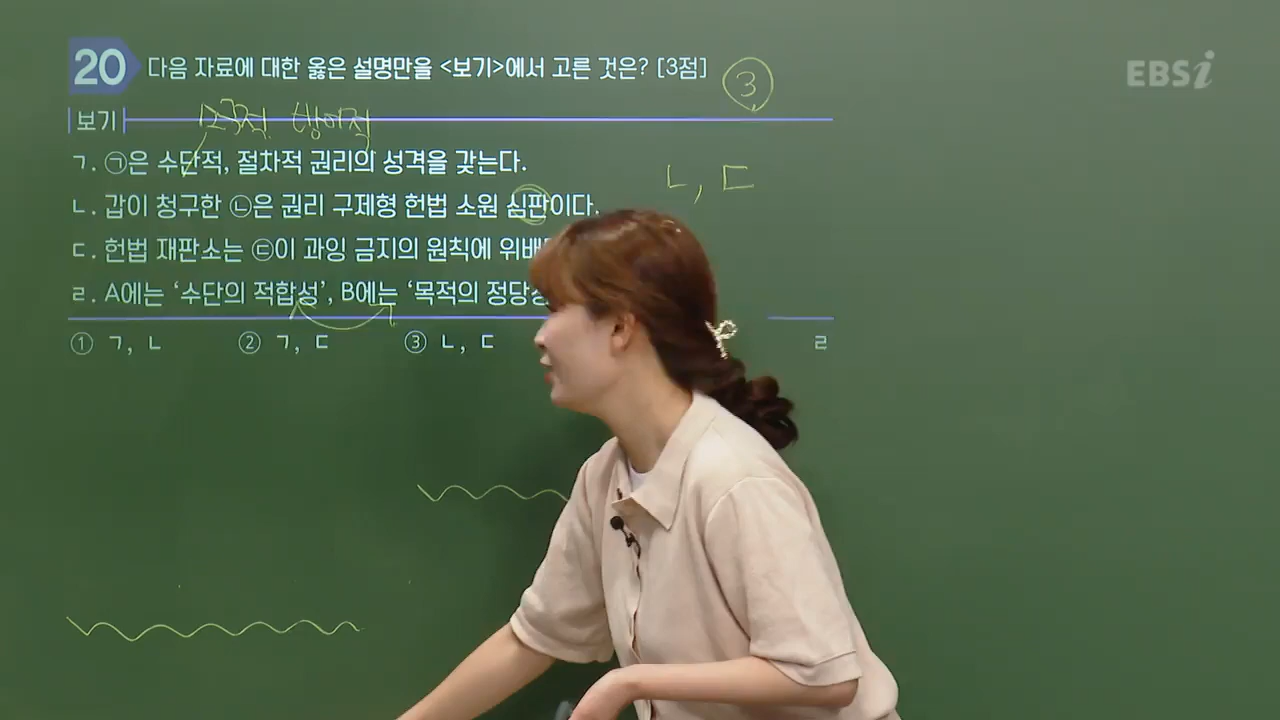 20 다음 자료에 대한 옳은 설명만을 <보기>에서 고른 것은? [3점]
③
EBSi
보기
ㄱ. ㉠은 수단적, 절차적 권리의 성격을 갖는다.
ㄴ, ㄷ
ㄴ. 갑이 청구한 ㉡은 권리 구제형 헌법 소원 심판이다.
ㄷ. 헌법 재판소는 ㉢이 과잉 금지의 원칙에 위배
ㄹ. A에는 '수단의 적합성', B에는 '목적의 정당성
① ㄱ, ㄴ ② ㄱ, ㄷ ③ ㄴ, ㄷ ㄹ